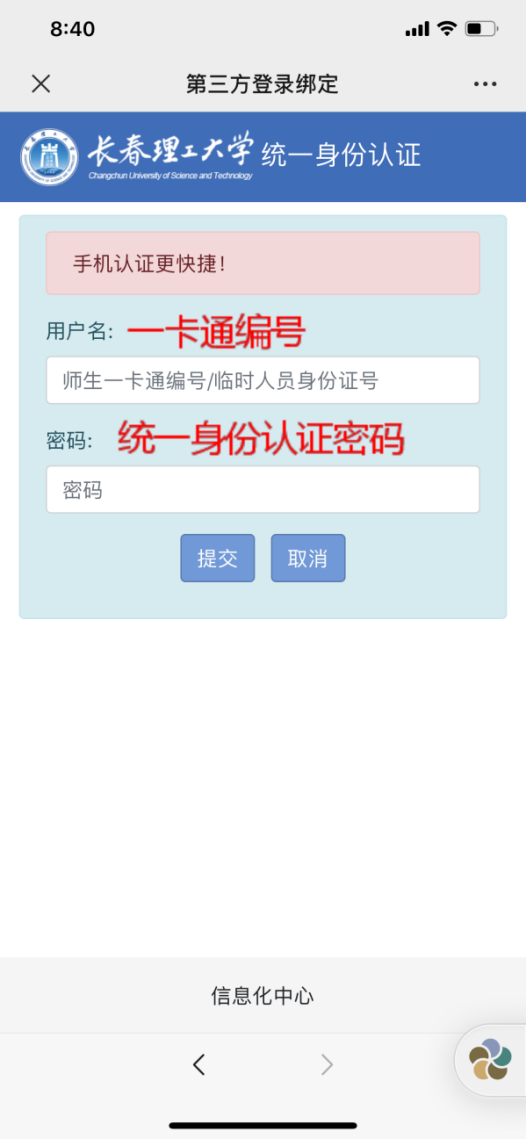 8:40
第三方登录绑定
长春理工大学 统一身份认证
Changchun University of Science and Technology
手机认证更快捷！
用户名: 一卡通编号
师生一卡通编号/临时人员身份证号
密码: 统一身份认证密码
密码
提交 取消
信息化中心